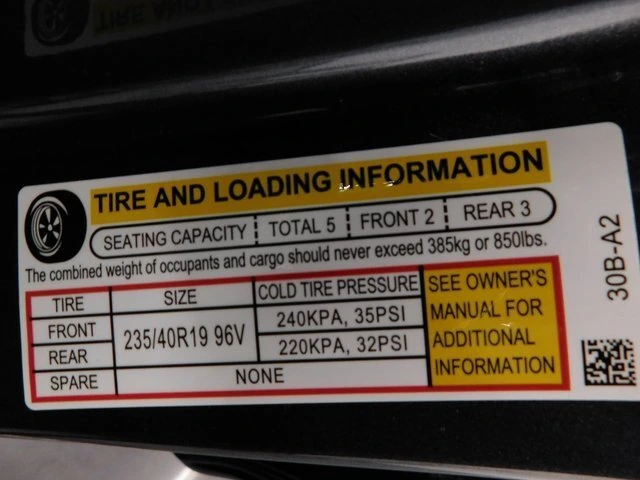 TIRE AND LOADING INFORMATION
SEATING CAPACITY TOTAL 5 FRONT 2 REAR 3
The combined weight of occupants and cargo should never exceed 385kg or 850lbs.
TIRE SIZE COLD TIRE PRESSURE
FRONT 235/40R19 96V 240KPA, 35PSI
REAR 220KPA, 32PSI
SPARE NONE
SEE OWNER'S
MANUAL FOR
ADDITIONAL
INFORMATION
30B-A2